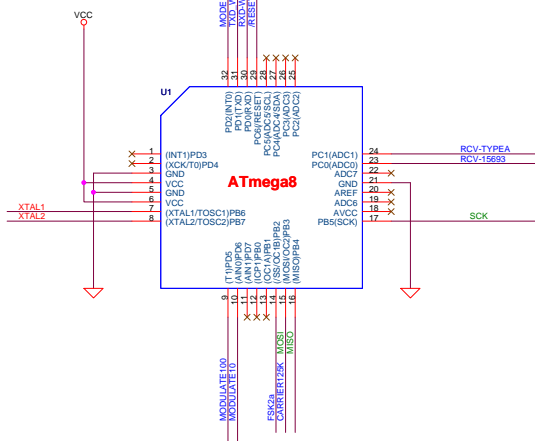 VCC
MODE
TXD_
RXD-
/RESE
32
31
30
29
28
27
26
25
U1
PD2(INT0)
PD1(TXD)
PD0(RXD)
PC6(/RESET)
PC5(ADC5/SCL)
PC4(ADC4/SDA)
PC3(ADC3)
PC2(ADC2)
1 (INT1)PD3
2 (XCK/T0)PD4
3 GND
4 VCC
5 GND
6 VCC
XTAL1 7 (XTAL1/TOSC1)PB6
XTAL2 8 (XTAL2/TOSC2)PB7
ATmega8
PC1(ADC1) 24 RCV-TYPEA
PC0(ADC0) 23 RCV-15693
ADC7 22
GND 21
AREF 20
ADC6 19
AVCC 18
PB5(SCK) 17 SCK
(T1)PD5
(AIN0)PD6
(AIN1)PD7
(ICP1)PB0
(OC1A)PB1
(/SS/OC1B)PB2
(MOSI/OC2)PB3
(MISO)PB4
9
10
11
12
13
14
15
16
MODULATE100
MODULATE10
FSK2a
CARRIER125K
MOSI
MISO